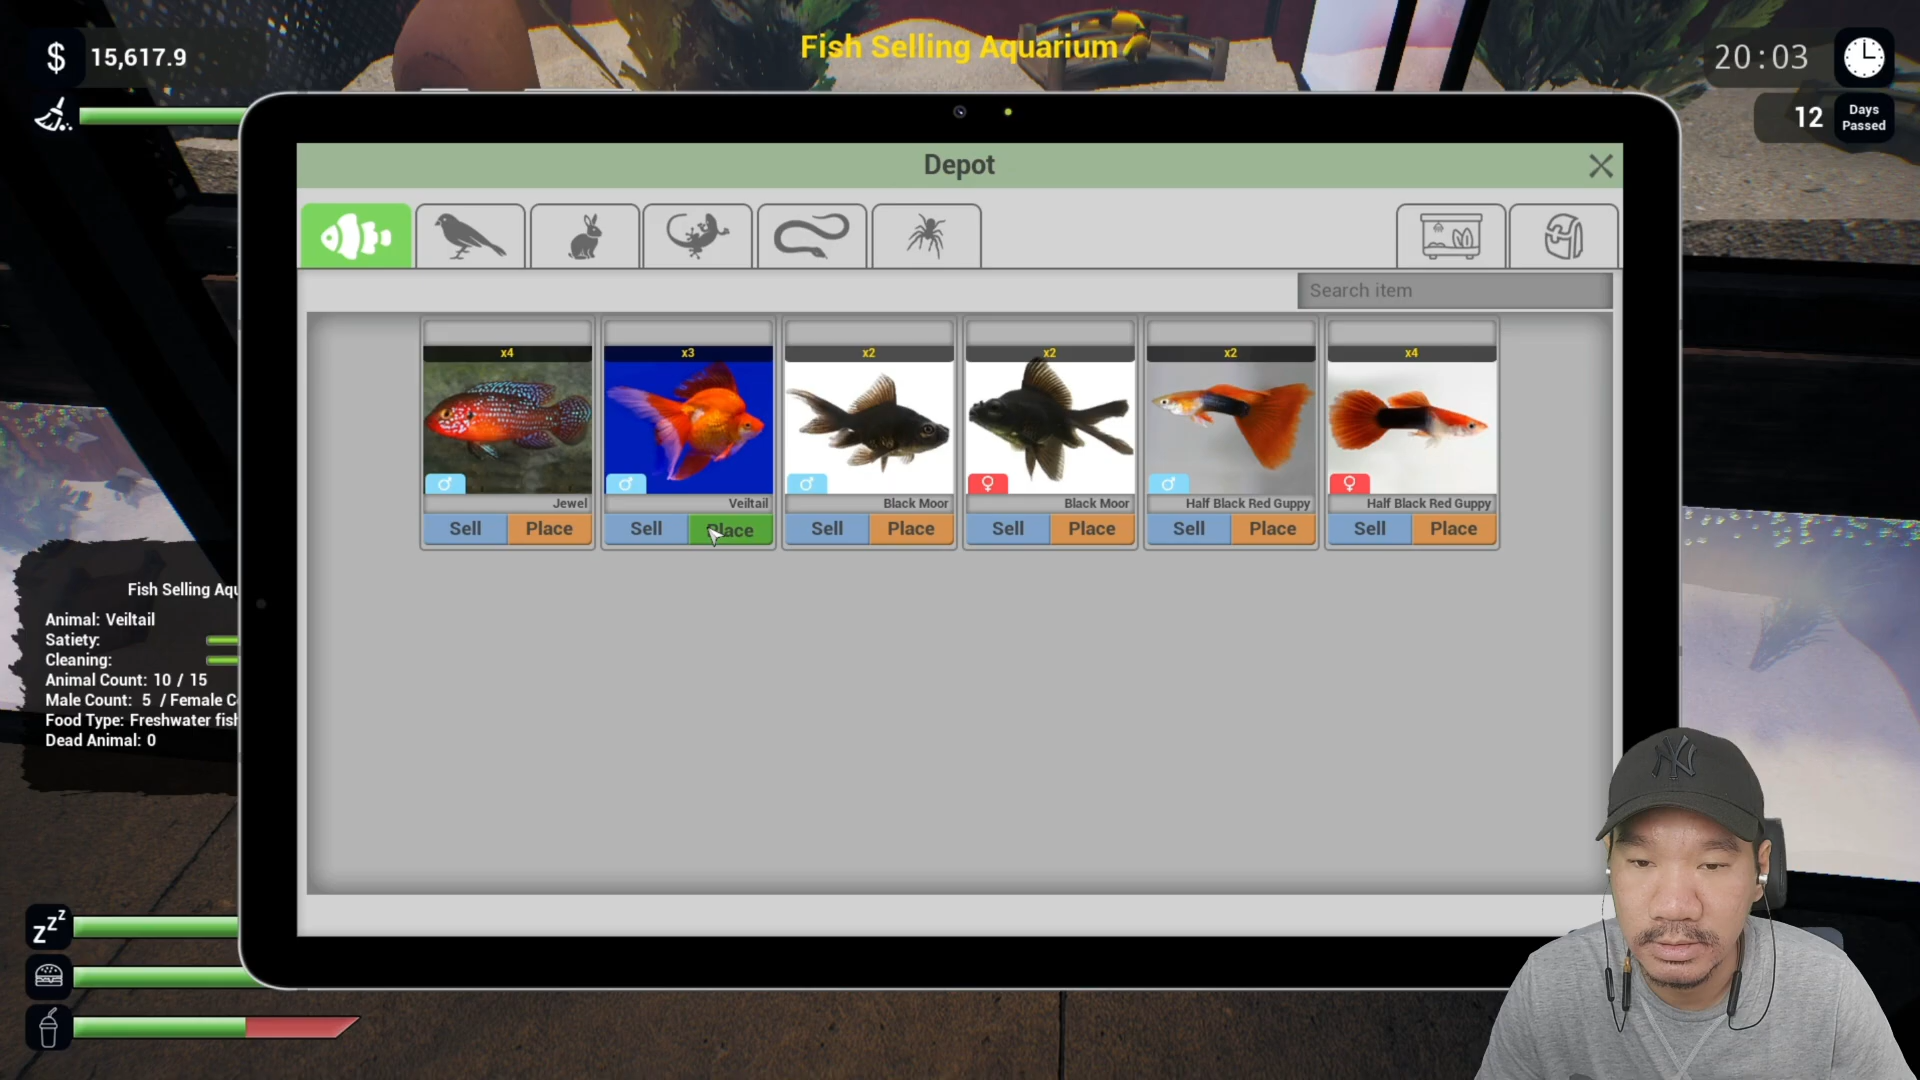 $ 15,617.9
Fish Selling Aquarium
20:03
12 Days Passed
Depot
Search item
x4
x3
x2
x2
x2
x4
Jewel
Veiltail
Black Moor
Black Moor
Half Black Red Guppy
Half Black Red Guppy
Sell Place
Sell Place
Sell Place
Sell Place
Sell Place
Sell Place
Fish Selling Aqu
Animal: Veiltail
Satiety:
Cleaning:
Animal Count: 10 / 15
Male Count: 5 / Female C
Food Type: Freshwater fish
Dead Animal: 0
zzz
NY